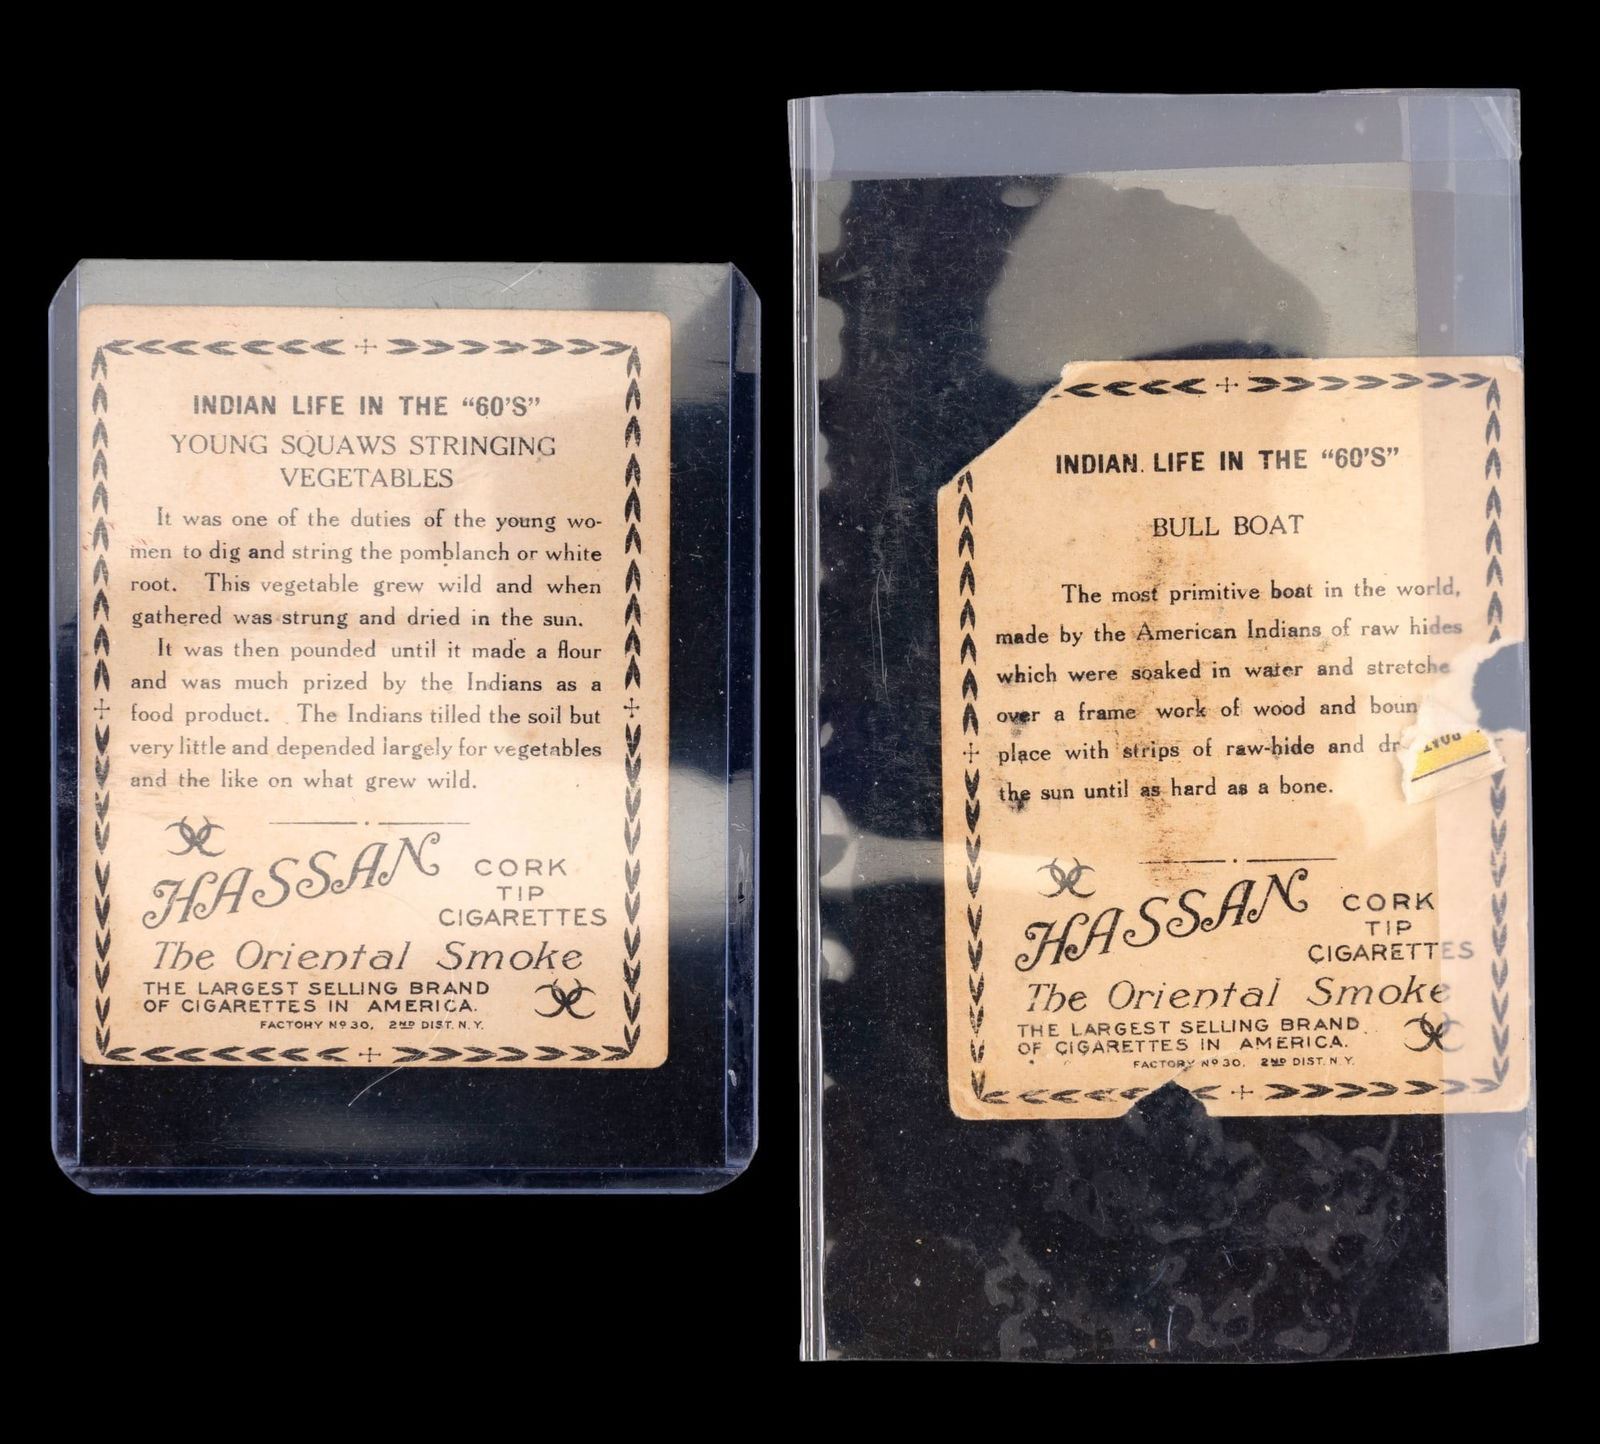 INDIAN LIFE IN THE “60'S”
YOUNG SQUAWS STRINGING
VEGETABLES
It was one of the duties of the young wo-
men to dig and string the pomblanch or white
root. This vegetable grew wild and when
gathered was strung and dried in the sun.
It was then pounded until it made a flour
and was much prized by the Indians as a
food product. The Indians tilled the soil but
very little and depended largely for vegetables
and the like on what grew wild.
HASSAN CORK
TIP
CIGARETTES
The Oriental Smoke
THE LARGEST SELLING BRAND
OF CIGARETTES IN AMERICA.
FACTORY Nº 30, 2ND DIST. N.Y.
INDIAN LIFE IN THE “60'S”
BULL BOAT
The most primitive boat in the world,
made by the American Indians of raw hides
which were soaked in water and stretche
over a frame work of wood and boun
place with strips of raw-hide and dr
the sun until as hard as a bone.
HASSAN CORK
TIP
CIGARETTES
The Oriental Smoke
THE LARGEST SELLING BRAND
OF CIGARETTES IN AMERICA.
FACTORY Nº 30, 2ND DIST. N.Y.